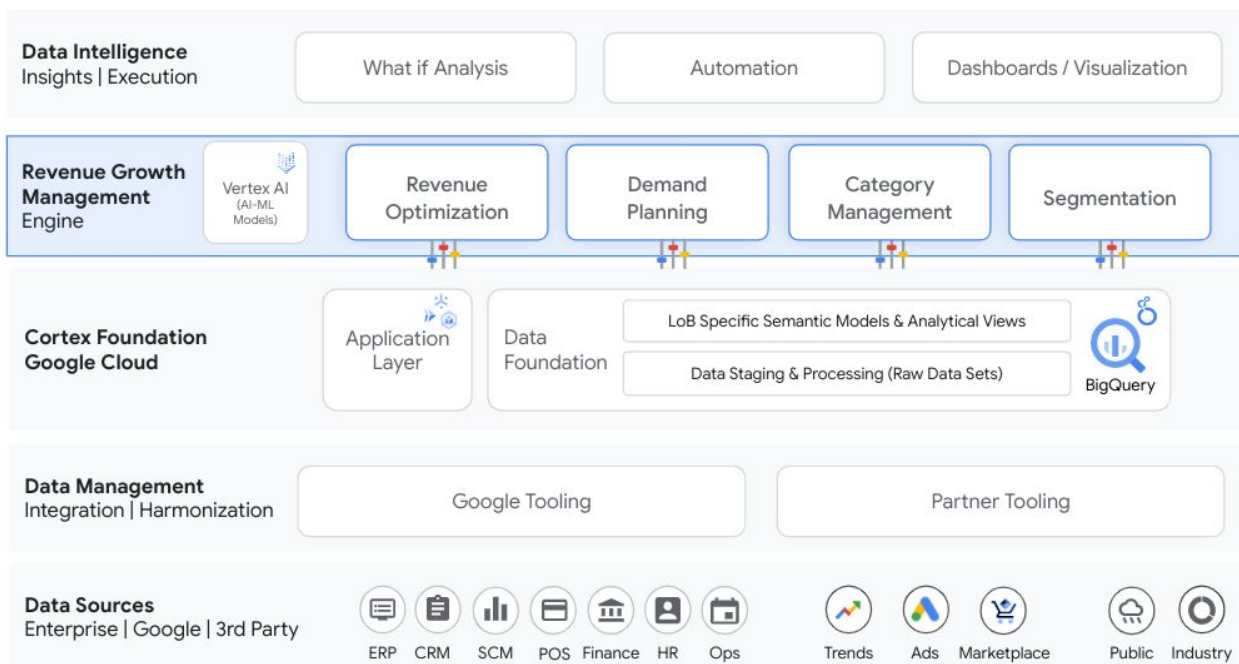 Data Intelligence
Insights | Execution
What if Analysis
Automation
Dashboards / Visualization
Revenue Growth
Management
Engine
Vertex AI
(AI-ML
Models)
Revenue
Optimization
Demand
Planning
Category
Management
Segmentation
Cortex Foundation
Google Cloud
Application
Layer
Data
Foundation
LoB Specific Semantic Models & Analytical Views
Data Staging & Processing (Raw Data Sets)
BigQuery
Data Management
Integration | Harmonization
Google Tooling
Partner Tooling
Data Sources
Enterprise | Google | 3rd Party
ERP CRM SCM POS Finance HR Ops Trends Ads Marketplace Public Industry